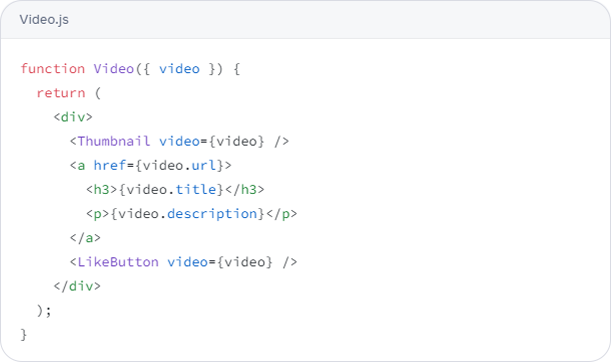 Video.js
function Video({ video }) {
  return (
    <div>
      <Thumbnail video={video} />
      <a href={video.url}>
        <h3>{video.title}</h3>
        <p>{video.description}</p>
      </a>
      <LikeButton video={video} />
    </div>
  );
}